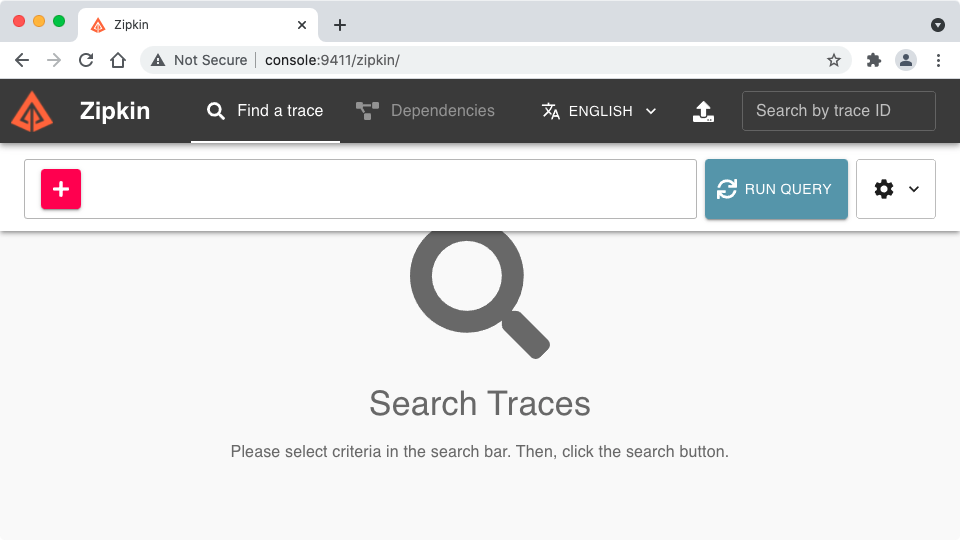 Zipkin
Not Secure console:9411/zipkin/
Zipkin Find a trace Dependencies ENGLISH Search by trace ID
RUN QUERY
Search Traces
Please select criteria in the search bar. Then, click the search button.